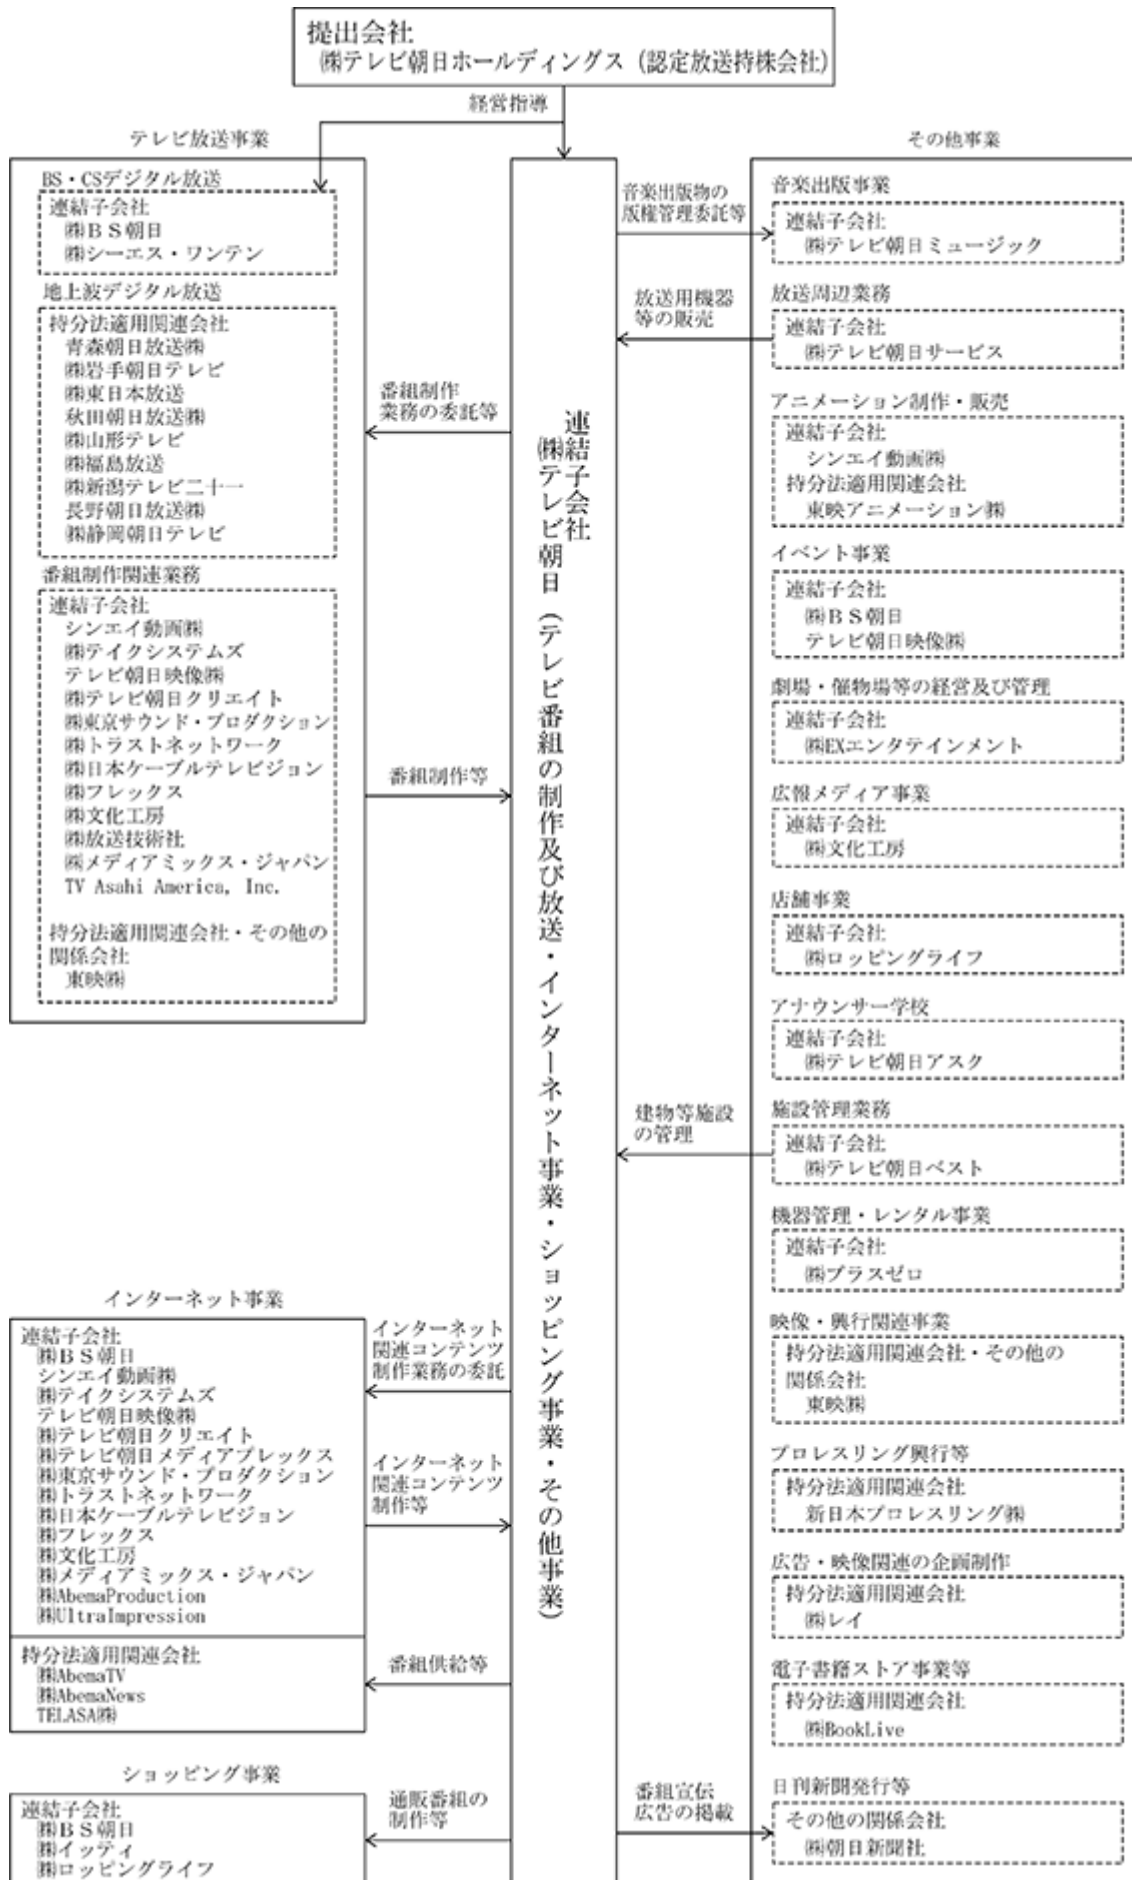 提出会社
㈱テレビ朝日ホールディングス（認定放送持株会社）
経営指導
テレビ放送事業
BS・CSデジタル放送
連結子会社
㈱ＢＳ朝日
㈱シーエス・ワンテン
地上波デジタル放送
持分法適用関連会社
青森朝日放送㈱
㈱岩手朝日テレビ
㈱東日本放送
秋田朝日放送㈱
㈱山形テレビ
㈱福島放送
㈱新潟テレビ二十一
長野朝日放送㈱
㈱静岡朝日テレビ
番組制作関連業務
連結子会社
シンエイ動画㈱
㈱テイクシステムズ
テレビ朝日映像㈱
㈱テレビ朝日クリエイト
㈱東京サウンド・プロダクション
㈱トラストネットワーク
㈱日本ケーブルテレビジョン
㈱フレックス
㈱文化工房
㈱放送技術社
㈱メディアミックス・ジャパン
TV Asahi America, Inc.
持分法適用関連会社・その他の
関係会社
東映㈱
番組制作
業務の委託等
番組制作等
インターネット事業
連結子会社
㈱ＢＳ朝日
シンエイ動画㈱
㈱テイクシステムズ
テレビ朝日映像㈱
㈱テレビ朝日クリエイト
㈱テレビ朝日メディアプレックス
㈱東京サウンド・プロダクション
㈱トラストネットワーク
㈱日本ケーブルテレビジョン
㈱フレックス
㈱文化工房
㈱メディアミックス・ジャパン
㈱AbemaProduction
㈱UltraImpression
持分法適用関連会社
㈱AbemaTV
㈱AbemaNews
TELASA㈱
インターネット
関連コンテンツ
制作業務の委託
インターネット
関連コンテンツ
制作等
番組供給等
ショッピング事業
連結子会社
㈱ＢＳ朝日
㈱イッティ
㈱ロッピングライフ
通販番組の
制作等
連結子会社
㈱テレビ朝日（テレビ番組の制作及び放送・インターネット事業・ショッピング事業・その他事業）
音楽出版物の
版権管理委託等
放送用機器
等の販売
建物等施設
の管理
番組宣伝
広告の掲載
その他事業
音楽出版事業
連結子会社
㈱テレビ朝日ミュージック
放送周辺業務
連結子会社
㈱テレビ朝日サービス
アニメーション制作・販売
連結子会社
シンエイ動画㈱
持分法適用関連会社
東映アニメーション㈱
イベント事業
連結子会社
㈱ＢＳ朝日
テレビ朝日映像㈱
劇場・催物場等の経営及び管理
連結子会社
㈱EXエンタテインメント
広報メディア事業
連結子会社
㈱文化工房
店舗事業
連結子会社
㈱ロッピングライフ
アナウンサー学校
連結子会社
㈱テレビ朝日アスク
施設管理業務
連結子会社
㈱テレビ朝日ベスト
機器管理・レンタル事業
連結子会社
㈱プラスゼロ
映像・興行関連事業
持分法適用関連会社・その他の
関係会社
東映㈱
プロレスリング興行等
持分法適用関連会社
新日本プロレスリング㈱
広告・映像関連の企画制作
持分法適用関連会社
㈱レイ
電子書籍ストア事業等
持分法適用関連会社
㈱BookLive
日刊新聞発行等
その他の関係会社
㈱朝日新聞社